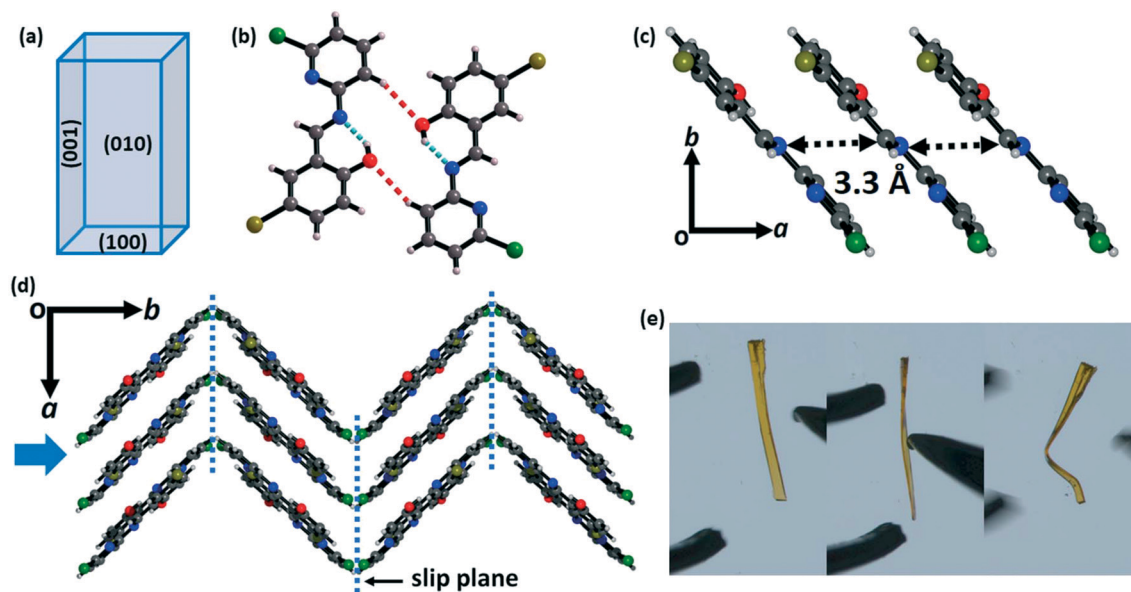 (a)
(001)
(010)
(100)
(b)
(c)
b
o
a
3.3 Å
(d)
o
b
a
slip plane
(e)